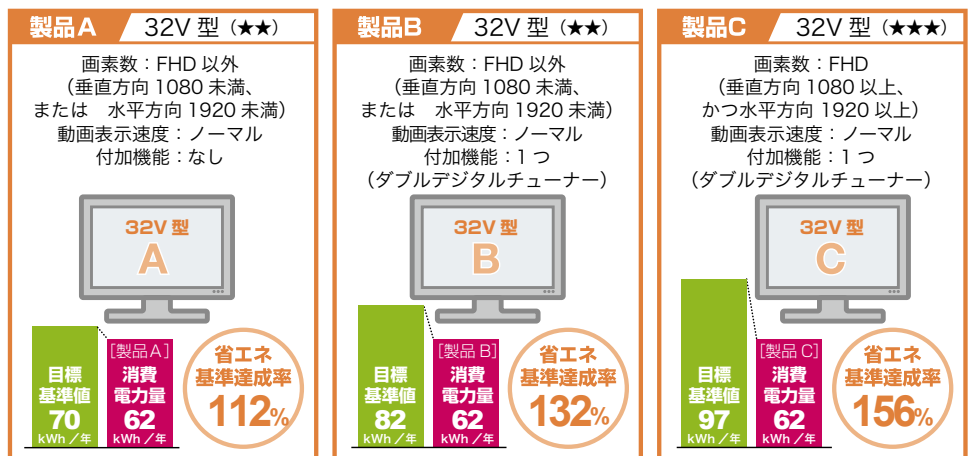 製品A 32V 型（★★）
画素数：FHD 以外
（垂直方向 1080 未満、
または　水平方向 1920 未満）
動画表示速度：ノーマル
付加機能：なし
32V 型
A
目標
基準値
70
kWh ／年
［製品 A］
消費
電力量
62
kWh ／年
省エネ
基準達成率
112%
製品B 32V 型（★★）
画素数：FHD 以外
（垂直方向 1080 未満、
または　水平方向 1920 未満）
動画表示速度：ノーマル
付加機能：1 つ
（ダブルデジタルチューナー）
32V 型
B
目標
基準値
82
kWh ／年
［製品 B］
消費
電力量
62
kWh ／年
省エネ
基準達成率
132%
製品C 32V 型（★★★）
画素数：FHD
（垂直方向 1080 以上、
かつ水平方向 1920 以上）
動画表示速度：ノーマル
付加機能：1 つ
（ダブルデジタルチューナー）
32V 型
C
目標
基準値
97
kWh ／年
［製品 C］
消費
電力量
62
kWh ／年
省エネ
基準達成率
156%